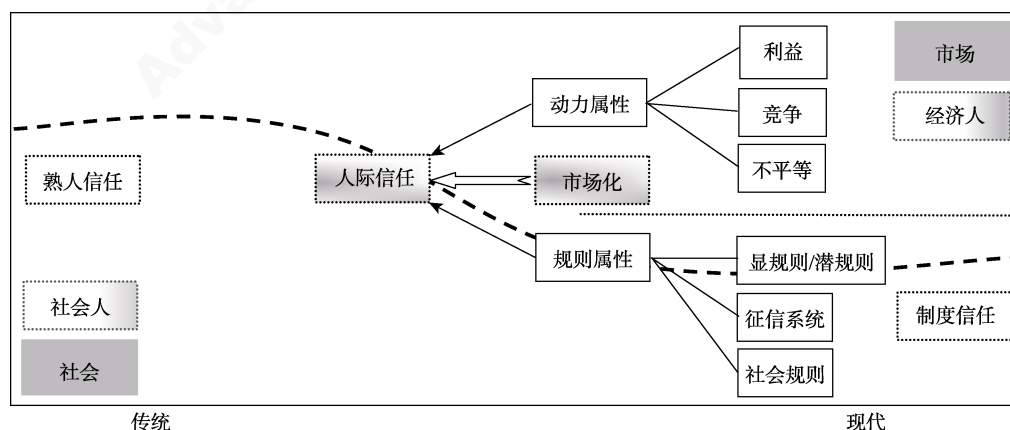 Adva
利益
市场
动力属性
竞争
经济人
熟人信任
人际信任
市场化
不平等
规则属性
显规则/潜规则
社会人
征信系统
制度信任
社会
社会规则
传统
现代